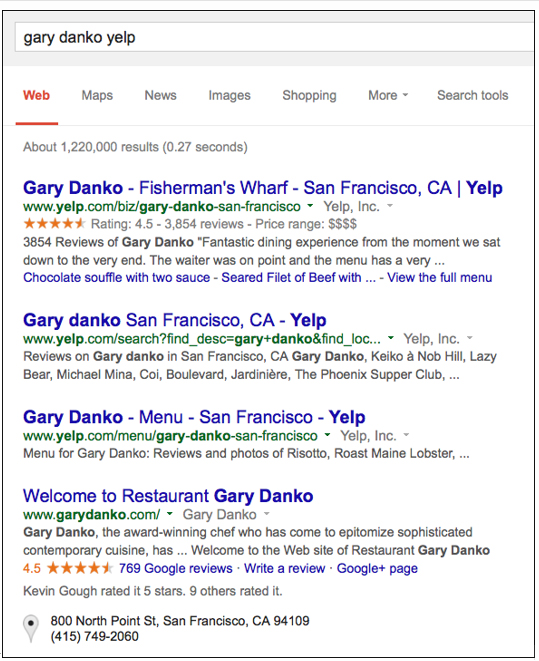 gary danko yelp
Web Maps News Images Shopping More Search tools
About 1,220,000 results (0.27 seconds)
Gary Danko - Fisherman's Wharf - San Francisco, CA | Yelp
www.yelp.com/biz/gary-danko-san-francisco Yelp, Inc.
Rating: 4.5 - 3,854 reviews - Price range: $$$$
3854 Reviews of Gary Danko "Fantastic dining experience from the moment we sat
down to the very end. The waiter was on point and the menu has a very ...
Chocolate souffle with two sauce - Seared Filet of Beef with ... - View the full menu
Gary danko San Francisco, CA - Yelp
www.yelp.com/search?find_desc=gary+danko&find_loc... Yelp, Inc.
Reviews on Gary danko in San Francisco, CA Gary Danko, Keiko à Nob Hill, Lazy
Bear, Michael Mina, Coi, Boulevard, Jardinière, The Phoenix Supper Club, ...
Gary Danko - Menu - San Francisco - Yelp
www.yelp.com/menu/gary-danko-san-francisco Yelp, Inc.
Menu for Gary Danko: Reviews and photos of Risotto, Roast Maine Lobster, ...
Welcome to Restaurant Gary Danko
www.garydanko.com/ Gary Danko
Gary Danko, the award-winning chef who has come to epitomize sophisticated
contemporary cuisine, has ... Welcome to the Web site of Restaurant Gary Danko
4.5 769 Google reviews · Write a review · Google+ page
Kevin Gough rated it 5 stars. 9 others rated it.
800 North Point St, San Francisco, CA 94109
(415) 749-2060